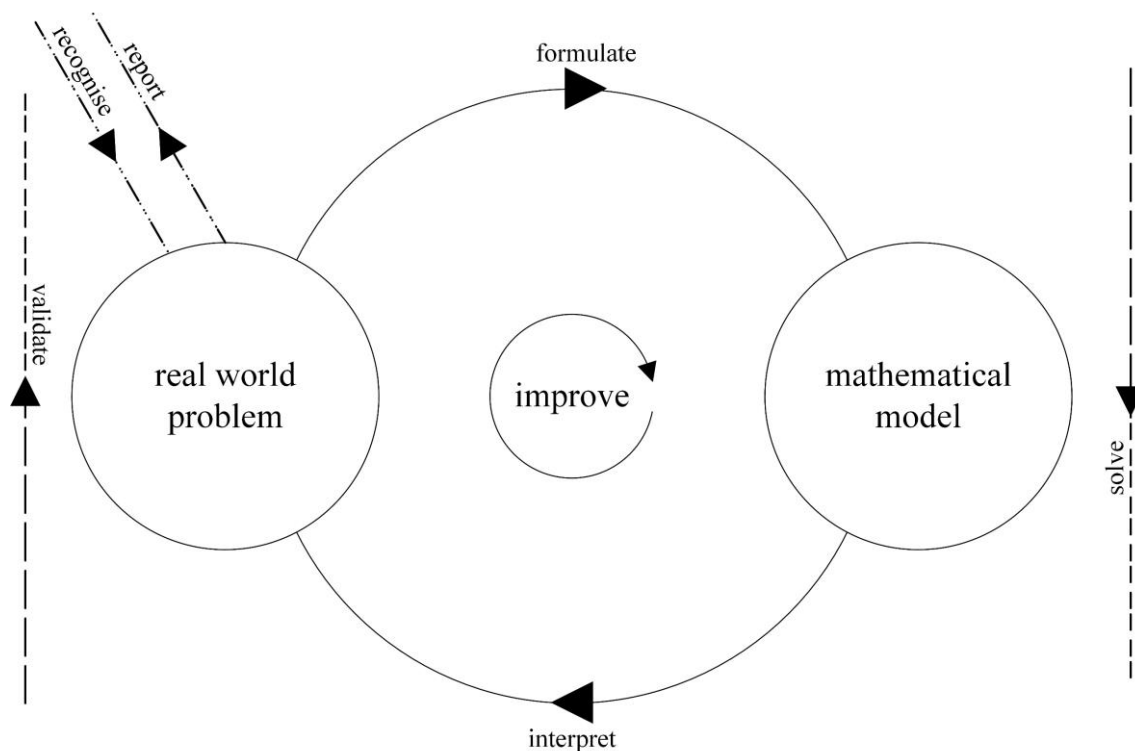 recognise
report
formulate
validate
real world
problem
improve
mathematical
model
solve
interpret